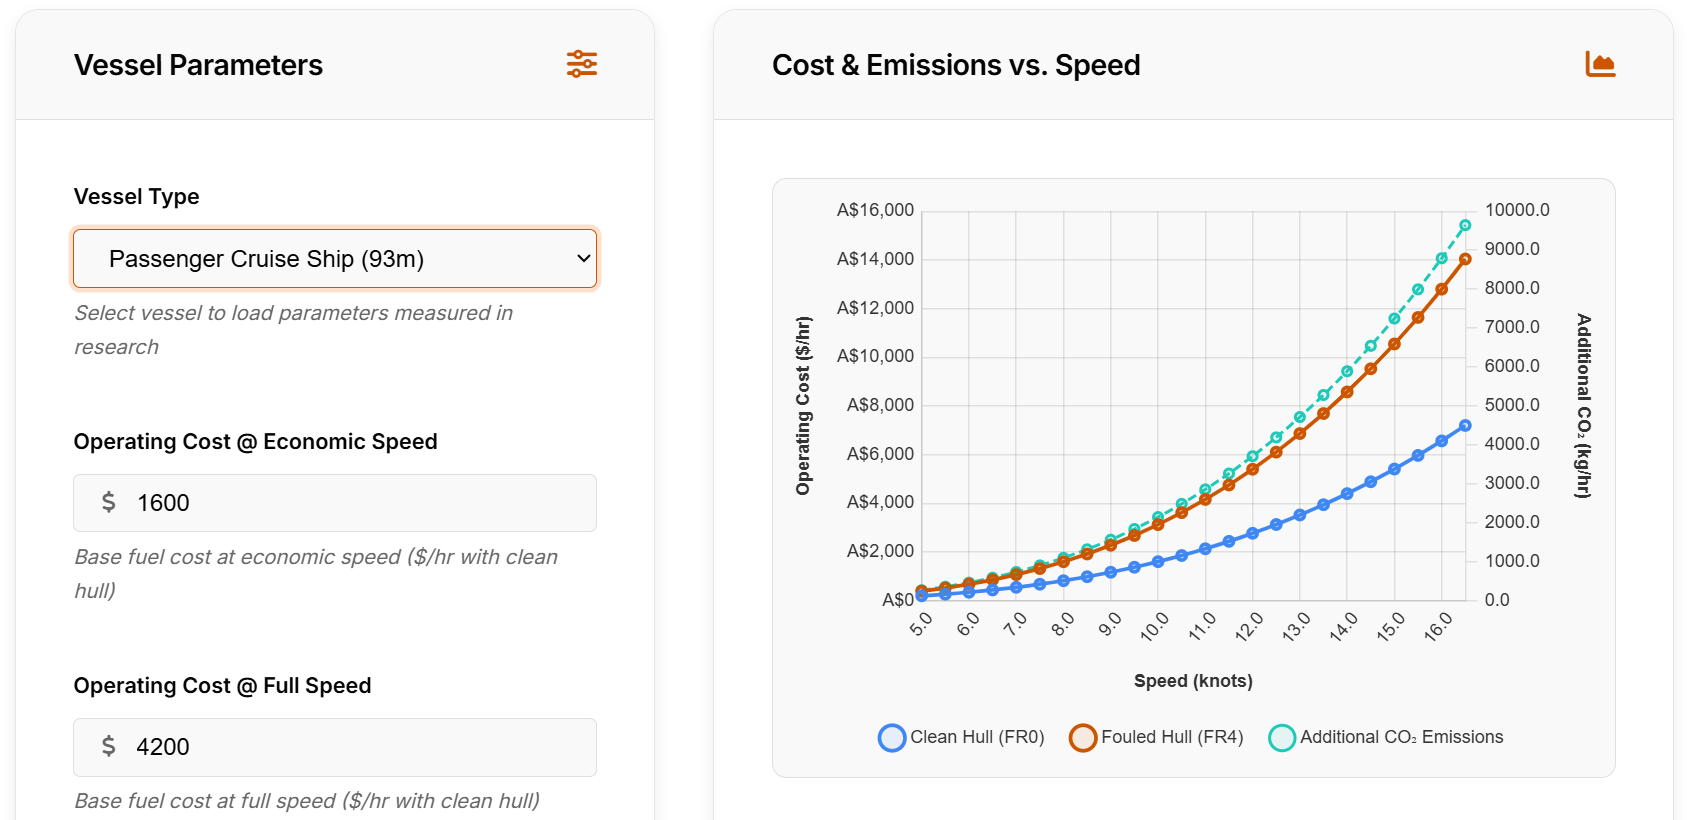 Vessel Parameters
Vessel Type
Passenger Cruise Ship (93m)
Select vessel to load parameters measured in
research
Operating Cost @ Economic Speed
$ 1600
Base fuel cost at economic speed ($/hr with clean
hull)
Operating Cost @ Full Speed
$ 4200
Base fuel cost at full speed ($/hr with clean hull)
Cost & Emissions vs. Speed
Operating Cost ($/hr)
A$16,000
A$14,000
A$12,000
A$10,000
A$8,000
A$6,000
A$4,000
A$2,000
A$0
10000.0
9000.0
8000.0
7000.0
6000.0
5000.0
4000.0
3000.0
2000.0
1000.0
0.0
Additional CO₂ (kg/hr)
5.0 6.0 7.0 8.0 9.0 10.0 11.0 12.0 13.0 14.0 15.0 16.0
Speed (knots)
Clean Hull (FR0) Fouled Hull (FR4) Additional CO₂ Emissions